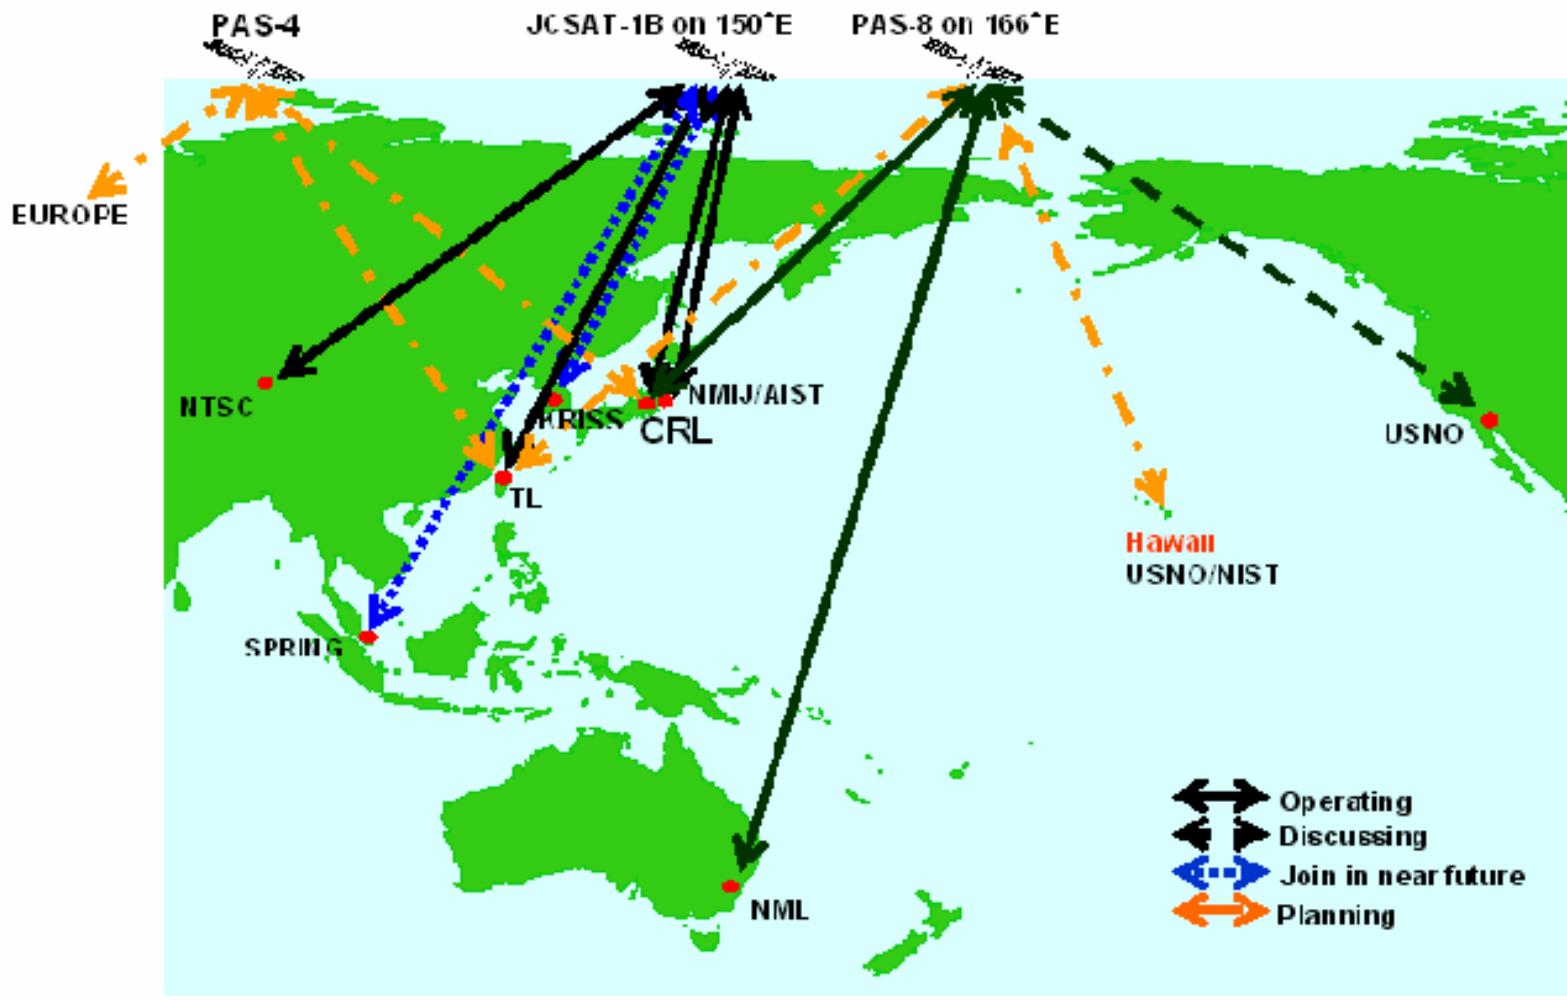 PAS-4
JCSAT-1B on 150°E
PAS-8 on 166°E
EUROPE
NTSC
KRISS
CRL
NMIJ/AIST
USNO
TL
Hawaii
USNO/NIST
SPRING
NML
Operating
Discussing
Join in near future
Planning